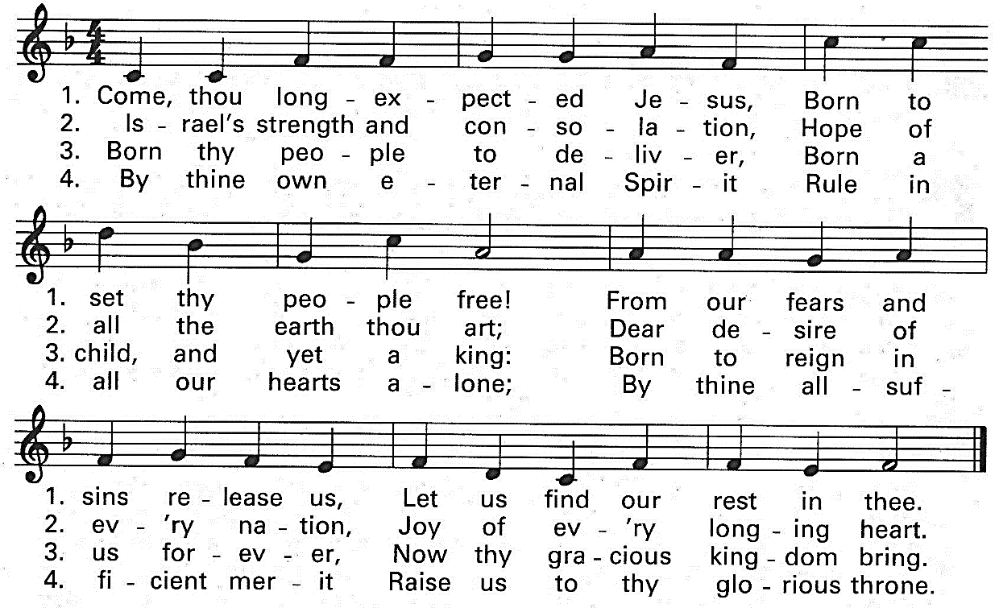 4
4
1. Come, thou long - ex - pect - ed Je - sus, Born to
2. Is - rael's strength and con - so - la - tion, Hope of
3. Born thy peo - ple to de - liv - er, Born a
4. By thine own e - ter - nal Spir - it Rule in
1. set thy peo - ple free! From our fears and
2. all the earth thou art; Dear de - sire of
3. child, and yet a king: Born to reign in
4. all our hearts a - lone; By thine all - suf -
1. sins re - lease us, Let us find our rest in thee.
2. ev - 'ry na - tion, Joy of ev - 'ry long - ing heart.
3. us for - ev - er, Now thy gra - cious king - dom bring.
4. fi - cient mer - it Raise us to thy glo - rious throne.